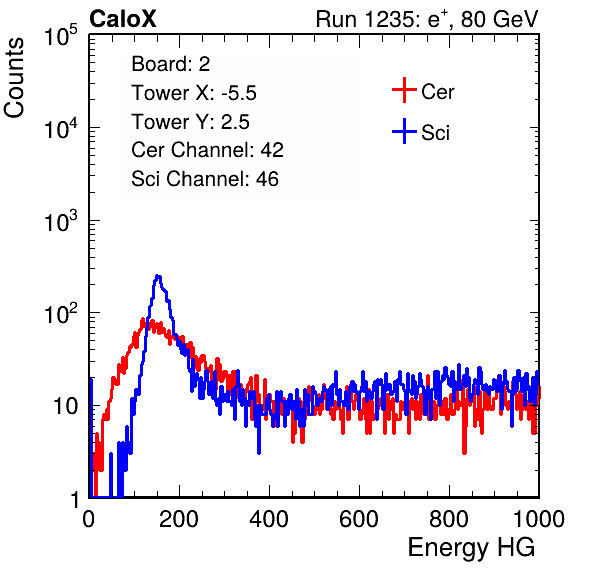 CaloX Run 1235: e⁺, 80 GeV
Counts
10⁵
10⁴
10³
10²
10
1
Board: 2
Tower X: -5.5
Tower Y: 2.5
Cer Channel: 42
Sci Channel: 46
Cer
Sci
0 200 400 600 800 1000
Energy HG